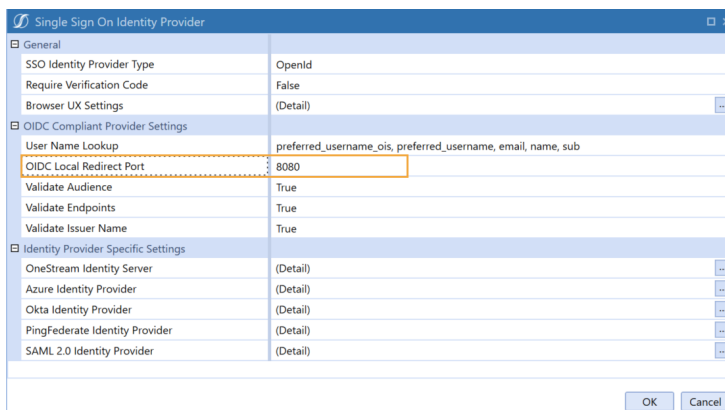 Single Sign On Identity Provider
General
SSO Identity Provider Type OpenId
Require Verification Code False
Browser UX Settings (Detail) ...
OIDC Compliant Provider Settings
User Name Lookup preferred_username_ois, preferred_username, email, name, sub
OIDC Local Redirect Port 8080
Validate Audience True
Validate Endpoints True
Validate Issuer Name True
Identity Provider Specific Settings
OneStream Identity Server (Detail) ...
Azure Identity Provider (Detail) ...
Okta Identity Provider (Detail) ...
PingFederate Identity Provider (Detail) ...
SAML 2.0 Identity Provider (Detail) ...
OK Cancel